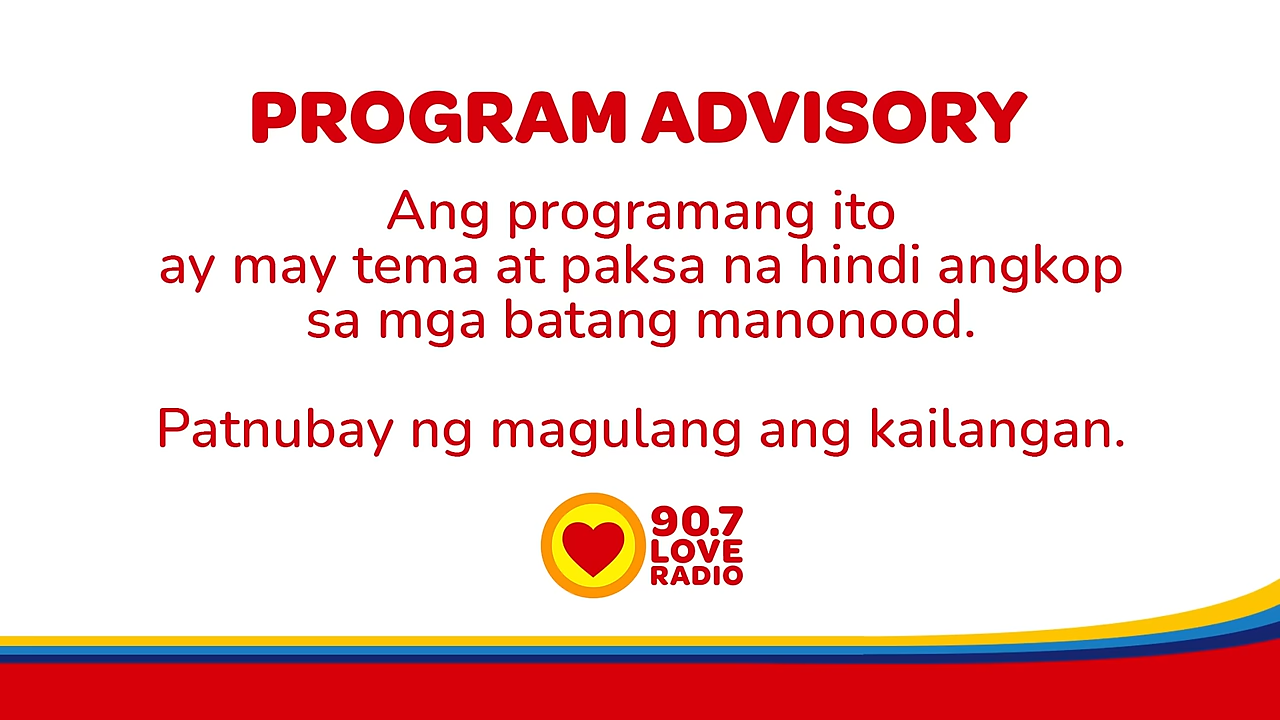 PROGRAM ADVISORY
Ang programang ito
ay may tema at paksa na hindi angkop
sa mga batang manonood.
Patnubay ng magulang ang kailangan.
90.7
LOVE
RADIO